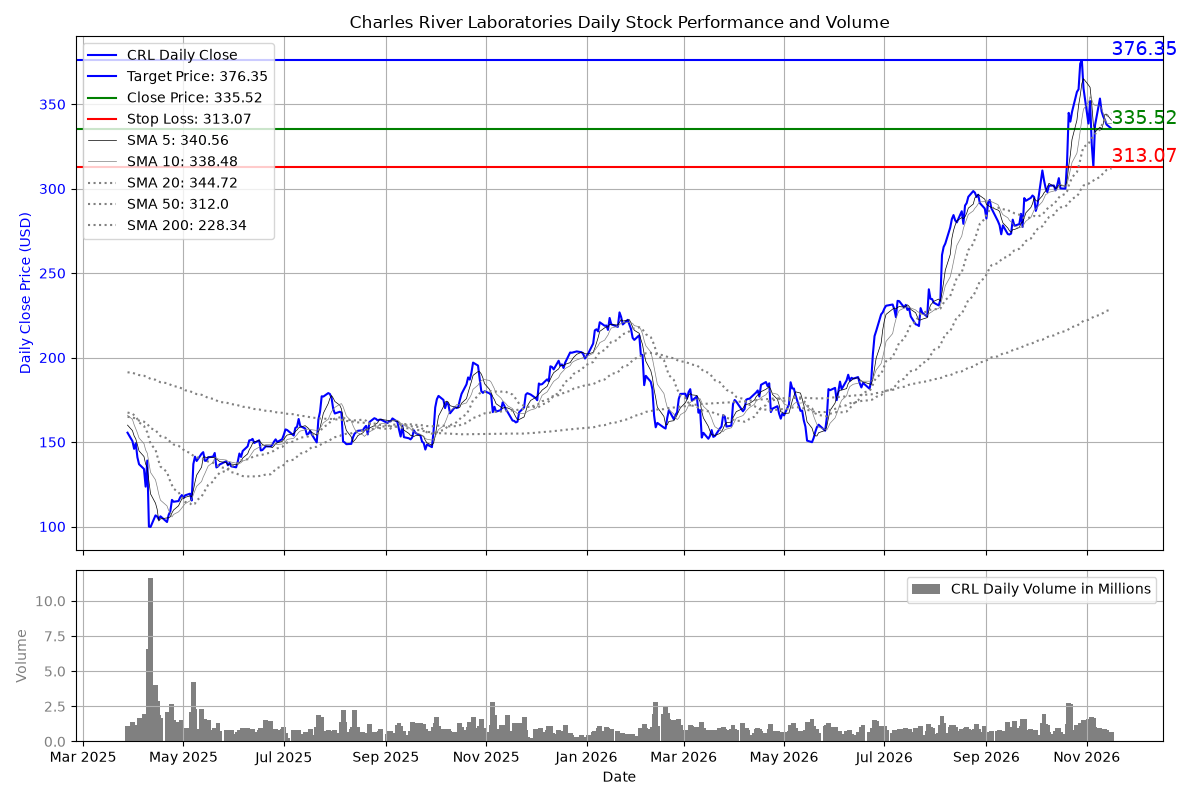 Charles River Laboratories Daily Stock Performance and Volume
376.35
335.52
313.07
CRL Daily Close
Target Price: 376.35
Close Price: 335.52
Stop Loss: 313.07
SMA 5: 340.56
SMA 10: 338.48
SMA 20: 344.72
SMA 50: 312.0
SMA 200: 228.34
Daily Close Price (USD)
350
300
250
200
150
100
CRL Daily Volume in Millions
Volume
10.0
7.5
5.0
2.5
0.0
Mar 2025 May 2025 Jul 2025 Sep 2025 Nov 2025 Jan 2026 Mar 2026 May 2026 Jul 2026 Sep 2026 Nov 2026
Date